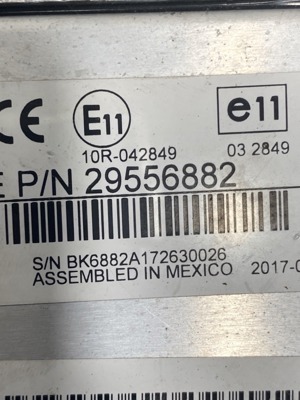 CE E11 e11
10R-042849 03 2849
E P/N 29556882
S/N BK6882A172630026
ASSEMBLED IN MEXICO 2017-0